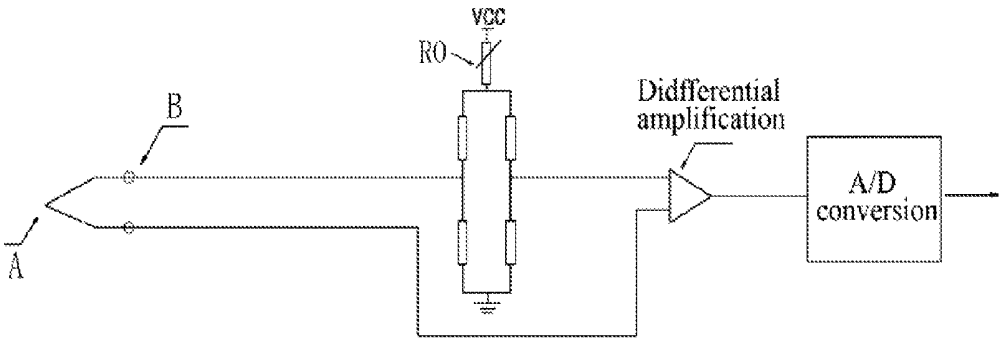 VCC
R0
B
Didfferential
amplification
A/D
conversion
A